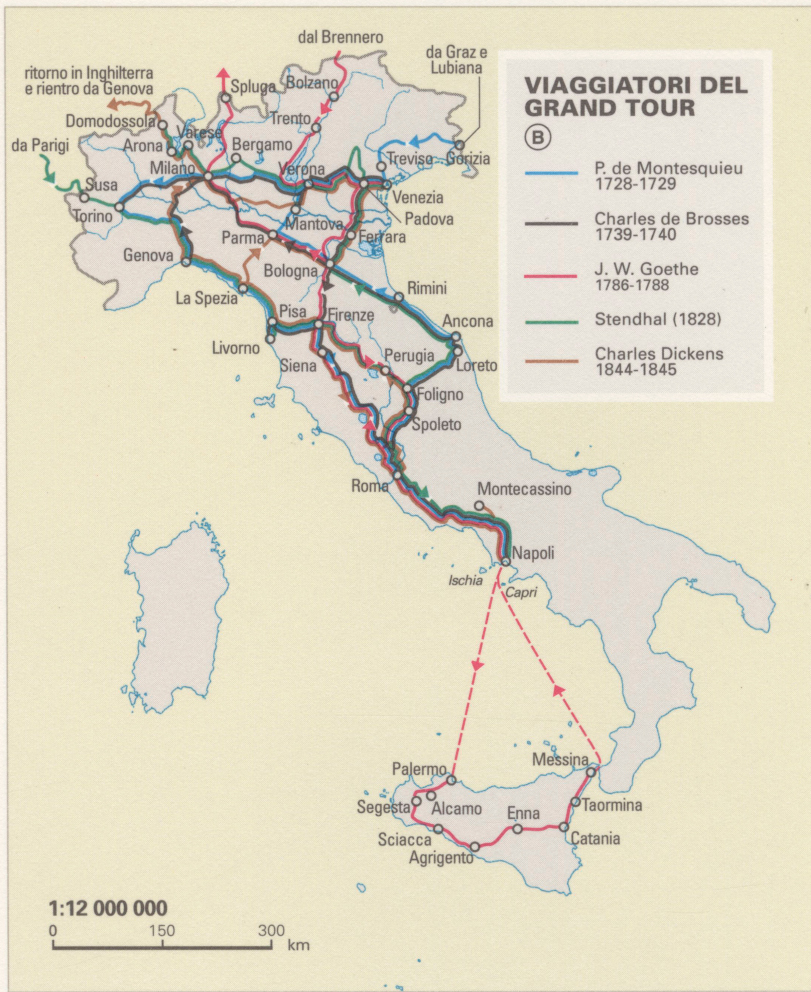 dal Brennero
da Graz e
Lubiana
ritorno in Inghilterra
e rientro da Genova
Spluga
Bolzano
Domodossola
Trento
Varese
Arona
Bergamo
Treviso
Gorizia
da Parigi
Milano
Verona
Susa
Venezia
Torino
Padova
Mantova
Parma
Ferrara
Genova
Bologna
La Spezia
Rimini
Pisa
Firenze
Ancona
Livorno
Siena
Perugia
Loreto
Foligno
Spoleto
Roma
Montecassino
Napoli
Ischia
Capri
Messina
Palermo
Taormina
Segesta
Alcamo
Enna
Sciacca
Catania
Agrigento
VIAGGIATORI DEL
GRAND TOUR
B
P. de Montesquieu
1728-1729
Charles de Brosses
1739-1740
J. W. Goethe
1786-1788
Stendhal (1828)
Charles Dickens
1844-1845
1:12 000 000
0 150 300
km